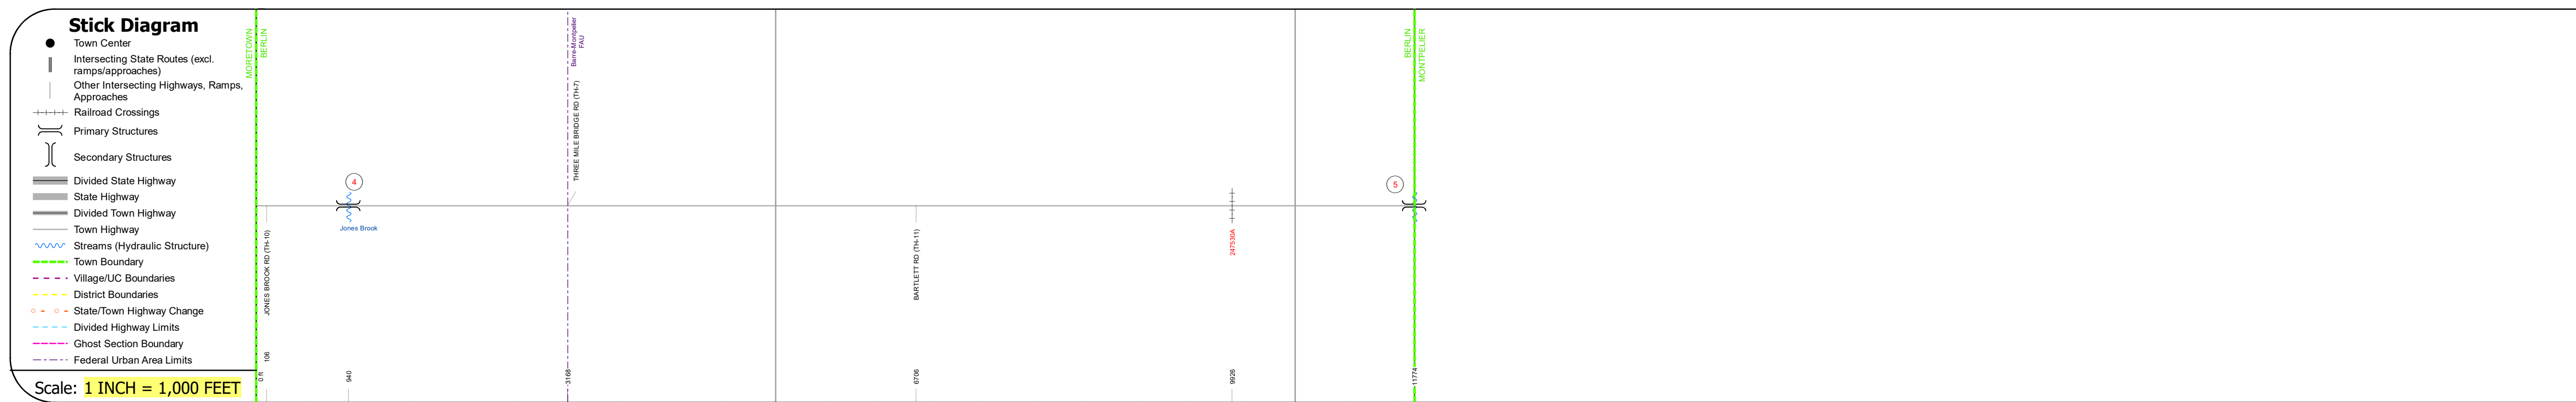 Stick Diagram
Town Center
Intersecting State Routes (excl.
ramps/approaches)
Other Intersecting Highways, Ramps,
Approaches
Railroad Crossings
Primary Structures
Secondary Structures
Divided State Highway
State Highway
Divided Town Highway
Town Highway
Streams (Hydraulic Structure)
Town Boundary
Village/UC Boundaries
District Boundaries
State/Town Highway Change
Divided Highway Limits
Ghost Section Boundary
Federal Urban Area Limits
Scale: 1 INCH = 1,000 FEET
MORETOWN
BERLIN
JONES BROOK RD (TH-10)
0 ft
106
4
Jones Brook
940
Barre-Montpelier
FAU
THREE MILE BRIDGE RD (TH-7)
3168
BARTLETT RD (TH-11)
6706
247530A
9926
5
BERLIN
MONTPELIER
11774